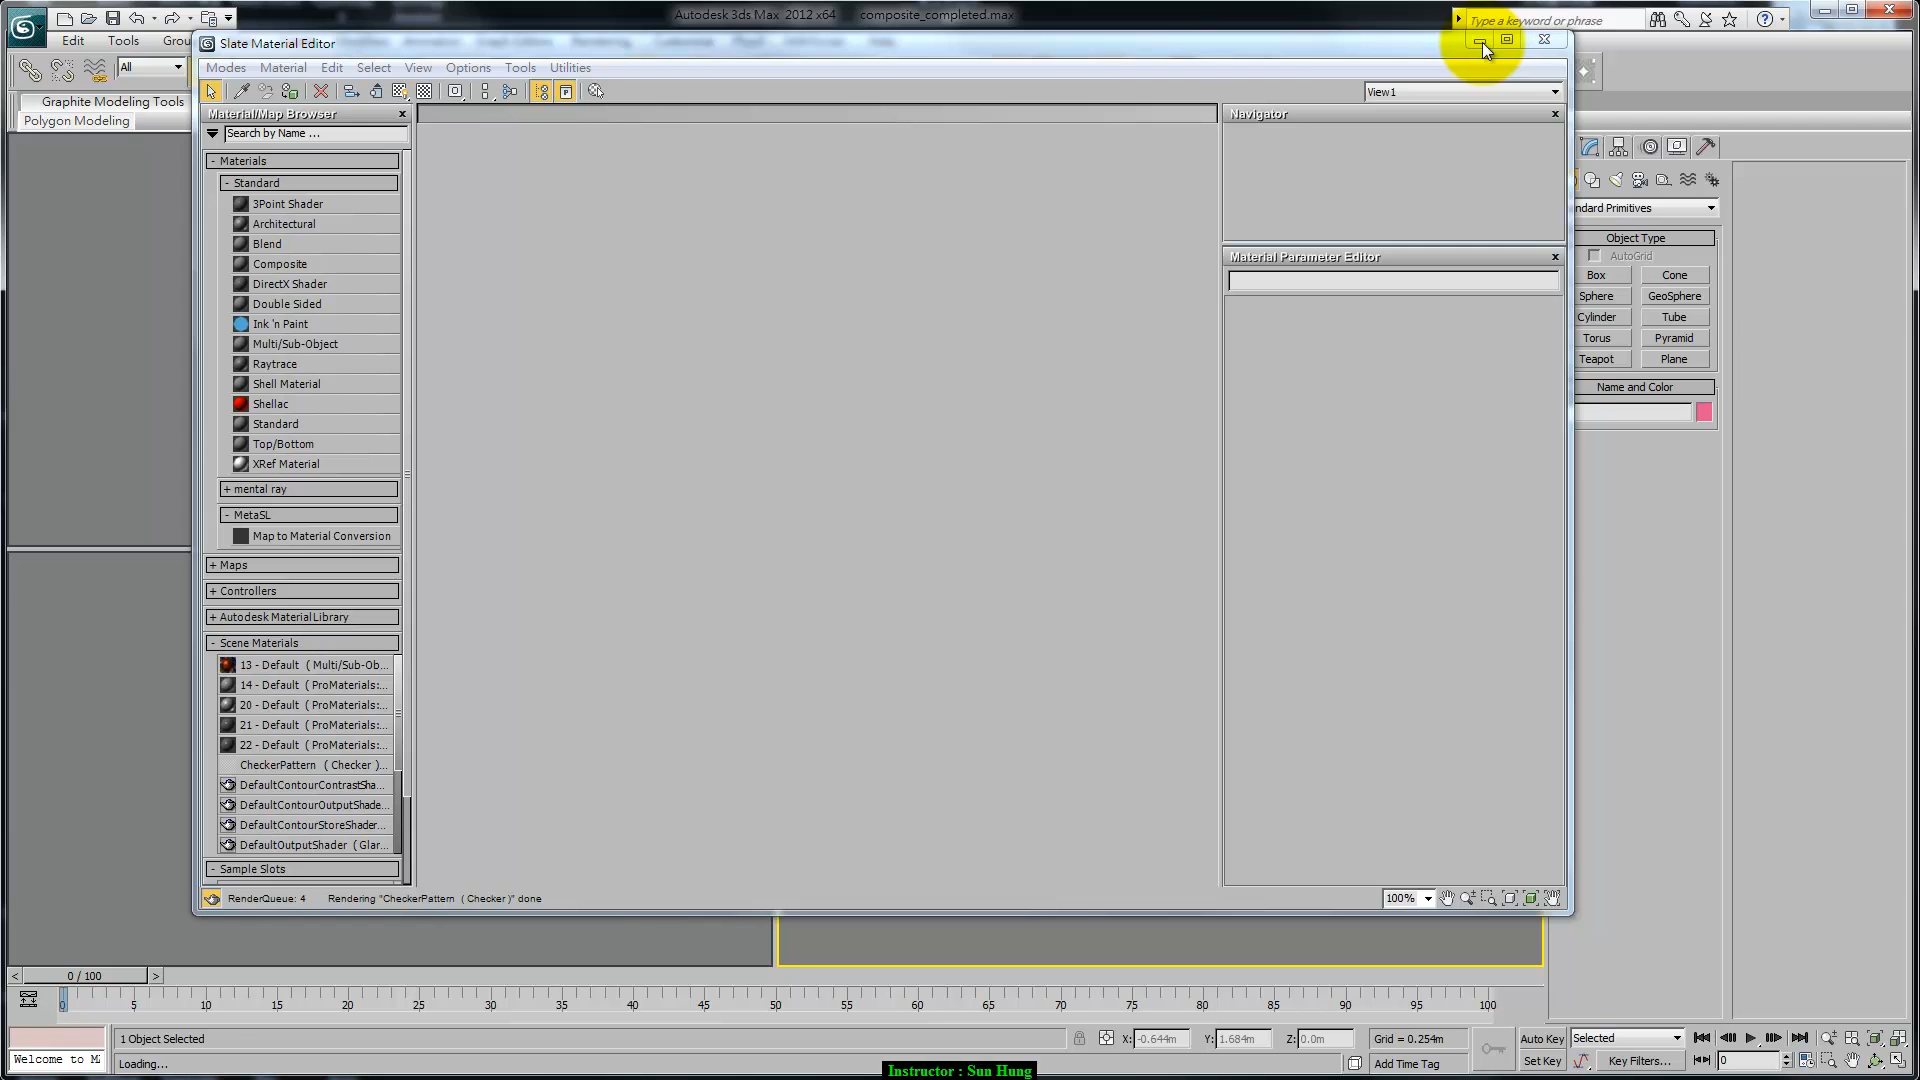 Autodesk 3ds Max 2012 x64 composite_completed.max
Type a keyword or phrase
Edit Tools Grou
Slate Material Editor
Modes Material Edit Select View Options Tools Utilities
All
View1
Graphite Modeling Tools
Polygon Modeling
Material/Map Browser x
Search by Name ...
Navigator x
- Materials
- Standard
3Point Shader
Architectural
Blend
Composite
DirectX Shader
Double Sided
Ink 'n Paint
Multi/Sub-Object
Raytrace
Shell Material
Shellac
Standard
Top/Bottom
XRef Material
+ mental ray
- MetaSL
Map to Material Conversion
+ Maps
+ Controllers
+ Autodesk Material Library
- Scene Materials
13 - Default ( Multi/Sub-Ob...
14 - Default ( ProMaterials:...
20 - Default ( ProMaterials:...
21 - Default ( ProMaterials:...
22 - Default ( ProMaterials:...
CheckerPattern ( Checker )...
DefaultContourContrastSha...
DefaultContourOutputShade...
DefaultContourStoreShader...
DefaultOutputShader ( Glar...
- Sample Slots
RenderQueue: 4 Rendering "CheckerPattern ( Checker )" done
100%
Material Parameter Editor x
ndard Primitives
Object Type
AutoGrid
Box Cone
Sphere GeoSphere
Cylinder Tube
Torus Pyramid
Teapot Plane
Name and Color
< 0 / 100 >
0 5 10 15 20 25 30 35 40 45 50 55 60 65 70 75 80 85 90 95 100
1 Object Selected X: -0.644m Y: 1.684m Z: 0.0m Grid = 0.254m Auto Key Selected
Welcome to MA Loading... Add Time Tag Set Key Key Filters... 0
Instructor : Sun Hung